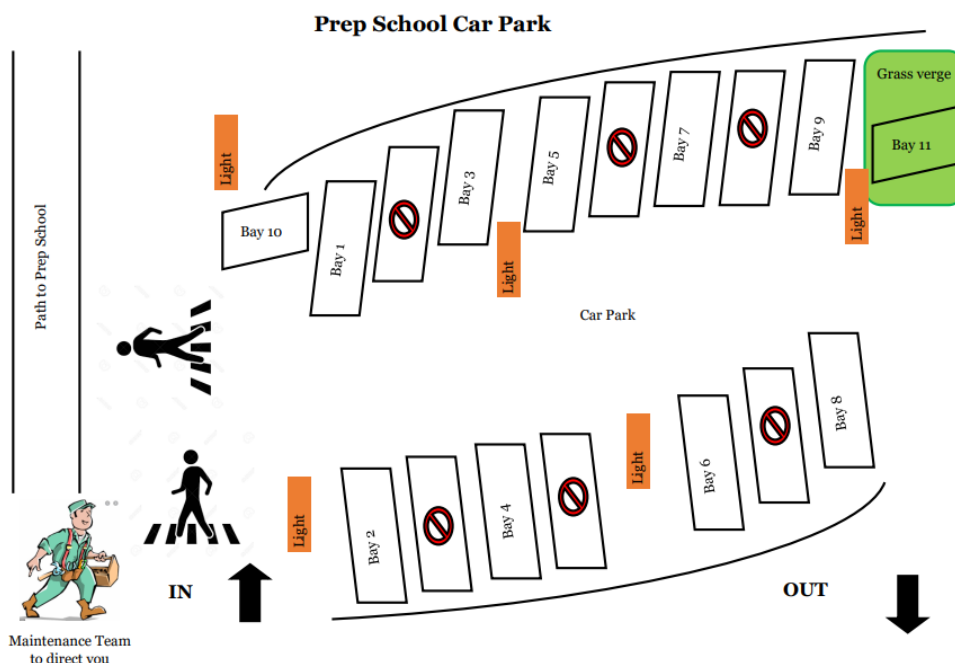 Prep School Car Park
Path to Prep School
Light
Bay 10
Bay 1
Bay 3
Light
Bay 5
Bay 7
Bay 9
Light
Grass verge
Bay 11
Car Park
Light
Bay 2
Bay 4
Light
Bay 6
Bay 8
IN
OUT
Maintenance Team
to direct you